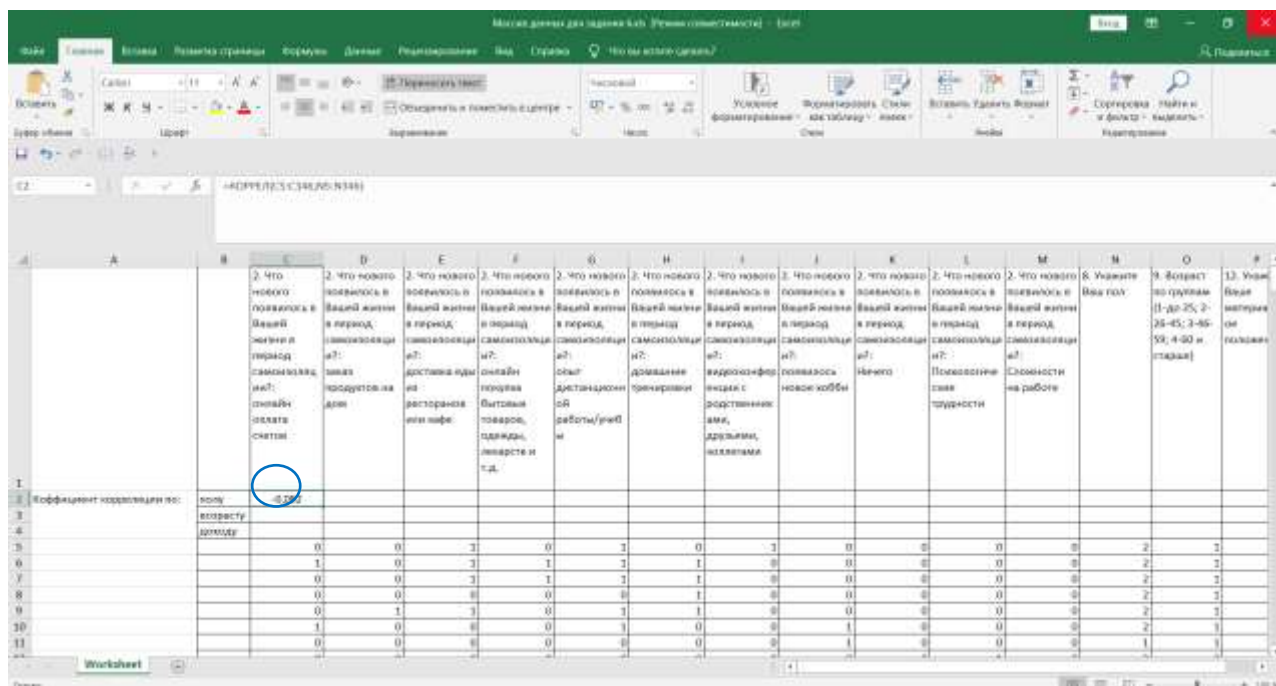 Массив данных для задания 6.xls [Режим совместимости] - Excel
Вход
Файл Главная Вставка Разметка страницы Формулы Данные Рецензирование Вид Справка Что вы хотите сделать?
Поделиться
Calibri 11
Переносить текст
Числовой
Вставить
Ж К Ч
Объединить и поместить в центре
Условное форматирование
Форматировать как таблицу
Стили ячеек
Вставить Удалить Формат
Сортировка и фильтр
Найти и выделить
Буфер обмена Шрифт Выравнивание Число Стили Ячейки Редактирование
C2
=КОРРЕЛ(C5:C346;N5:N346)
A B C D E F G H I J K L M N O P
1
2. Что нового появилось в Вашей жизни в период самоизоляции?: онлайн оплата счетов
2. Что нового появилось в Вашей жизни в период самоизоляции?: заказ продуктов на дом
2. Что нового появилось в Вашей жизни в период самоизоляции?: доставка еды из ресторанов или кафе
2. Что нового появилось в Вашей жизни в период самоизоляции?: онлайн покупка бытовых товаров, одежды, лекарств и т.д.
2. Что нового появилось в Вашей жизни в период самоизоляции?: опыт дистанционной работы/учебы
2. Что нового появилось в Вашей жизни в период самоизоляции?: домашние тренировки
2. Что нового появилось в Вашей жизни в период самоизоляции?: видеоконференции с родственниками, друзьями, коллегами
2. Что нового появилось в Вашей жизни в период самоизоляции?: появилось новое хобби
2. Что нового появилось в Вашей жизни в период самоизоляции?: Ничего
2. Что нового появилось в Вашей жизни в период самоизоляции?: Психологические трудности
2. Что нового появилось в Вашей жизни в период самоизоляции?: Сложности на работе
8. Укажите Ваш пол
9. Возраст по группам (1-до 25; 2-26-45; 3-46-59; 4-60 и старше)
Ваше
2 Коэффициент корреляции по: полу
3 возрасту
4 доходу
5 0 0 1 0 1 0 1 0 0 0 0 2 1
6 1 0 1 1 1 1 0 0 0 0 0 2 1
7 0 0 1 1 1 1 0 0 0 0 0 2 1
8 0 0 0 0 0 1 0 0 0 0 0 2 1
9 0 1 1 0 1 1 0 0 0 0 0 2 1
10 1 0 0 0 1 0 0 1 0 0 0 2 1
11 0 0 0 0 0 0 0 1 0 0 0 1 1
Worksheet